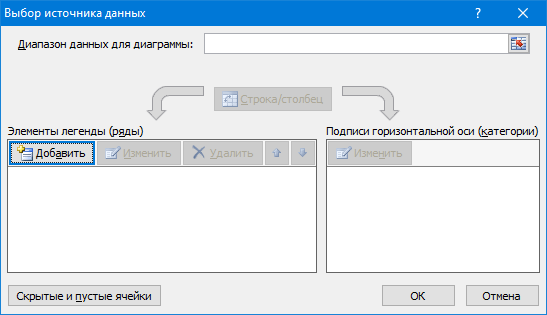 Выбор источника данных
Диапазон данных для диаграммы:
Строка/столбец
Элементы легенды (ряды)
Подписи горизонтальной оси (категории)
Добавить Изменить Удалить
Изменить
Скрытые и пустые ячейки
ОК Отмена